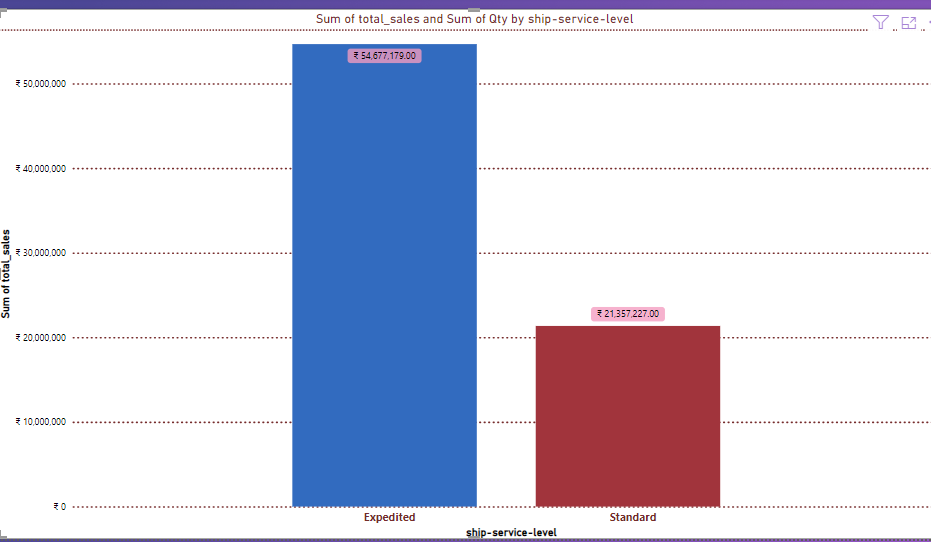 Sum of total_sales and Sum of Qty by ship-service-level
₹ 54,677,179.00
₹ 50,000,000
₹ 40,000,000
₹ 30,000,000
Sum of total_sales
₹ 21,357,227.00
₹ 20,000,000
₹ 10,000,000
₹ 0
Expedited
Standard
ship-service-level